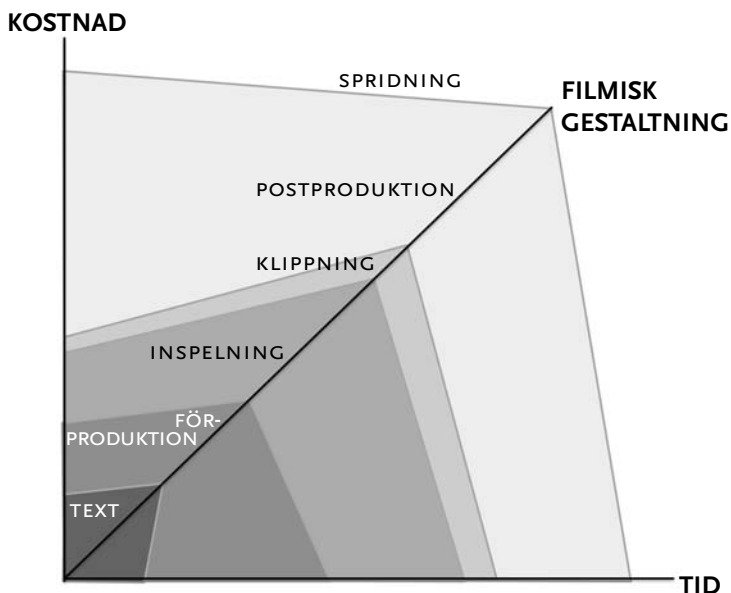 KOSTNAD
SPRIDNING
FILMISK
GESTALTNING
POSTPRODUKTION
KLIPPNING
INSPELNING
FÖR-
PRODUKTION
TEXT
TID